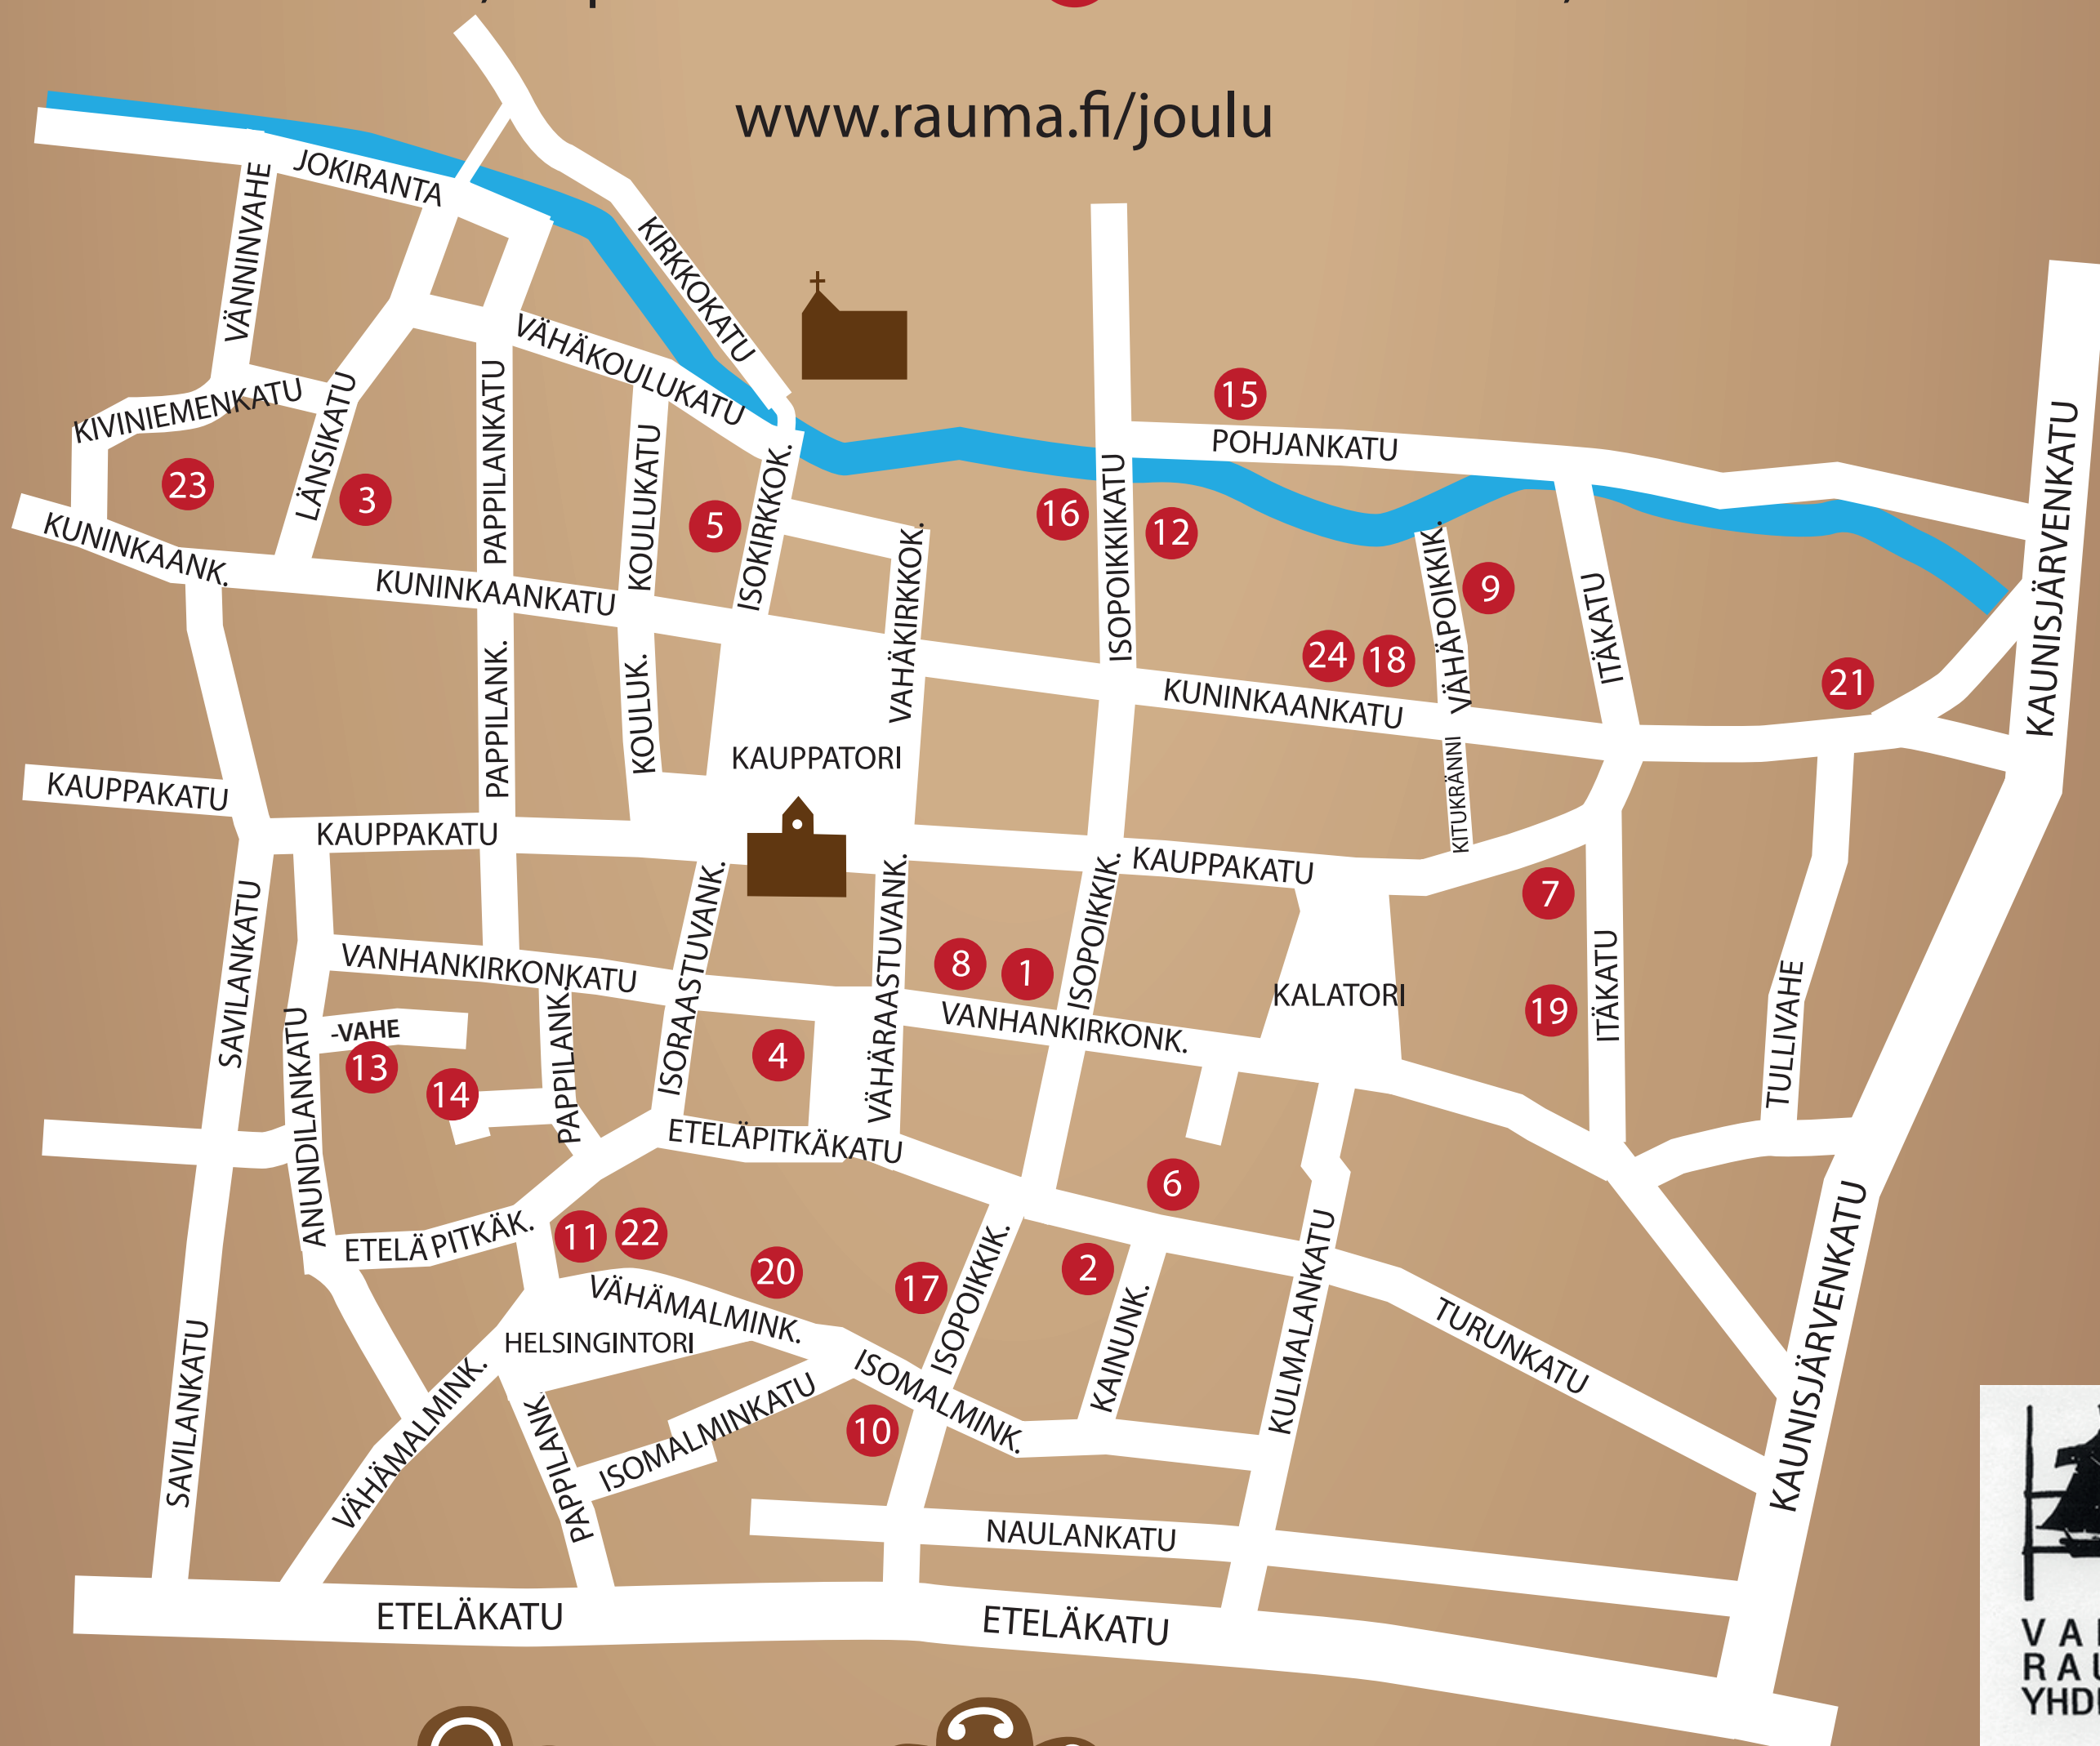 www.rauma.fi/joulu
JOKIRANTA
VÄNNINVAHE
KIRKKOKATU
VÄHÄKOULUKATU
KIVINIEMENKATU
LÄNSIKATU
PAPPILANKATU
KOULUKATU
ISOKIRKKOK.
15
POHJANKATU
KAUNISJÄRVENKATU
23
3
5
16
12
ISOPOIKKIKATU
KUNINKAANK.
KUNINKAANKATU
VAHÄKIRKKOK.
VÄHÄPOIKKIK.
9
ITÄKATU
24
18
21
PAPPILANK.
KOULUK.
KUNINKAANKATU
KAUPPATORI
KITUKRÄNNI
KAUPPAKATU
KAUPPAKATU
KAUPPAKATU
7
SAVILANKATU
ISORAASTUVANK.
VÄHÄRAASTUVANK.
ISOPOIKKIK.
8
1
VANHANKIRKONKATU
KALATORI
19
ITÄKATU
TULLIVAHE
VANHANKIRKONK.
-VAHE
13
14
PAPPILANK.
4
ANUNDILANKATU
ETELÄPITKÄKATU
6
ETELÄPITKÄK.
11
22
20
17
2
ISOPOIKKIK.
KAINUNK.
KULMALANKATU
KAUNISJÄRVENKATU
VÄHÄMALMINK.
HELSINGINTORI
TURUNKATU
SAVILANKATU
VÄHÄMALMINK.
PAPPILANK
ISOMALMINKATU
ISOMALMINK.
10
NAULANKATU
ETELÄKATU
ETELÄKATU
RAU